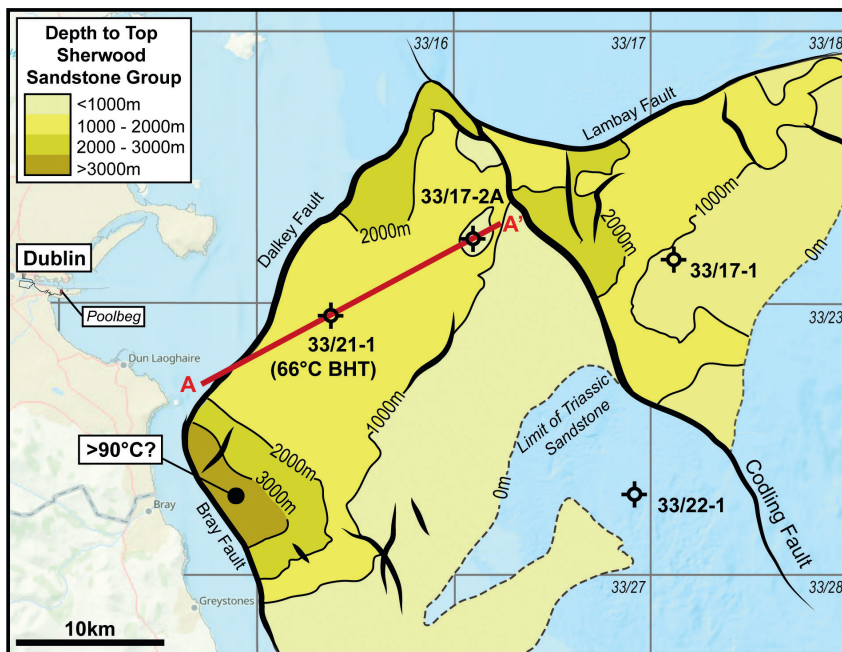 Depth to Top
Sherwood
Sandstone Group
<1000m
1000 - 2000m
2000 - 3000m
>3000m
33/16
33/17
33/18
Lambay Fault
Dalkey Fault
33/17-2A
A'
2000m
1000m
2000m
0m
33/17-1
Dublin
Poolbeg
33/21-1
(66°C BHT)
33/23
Dun Laoghaire
A
1000m
Limit of Triassic
Sandstone
>90°C?
2000m
3000m
0m
33/22-1
Codling Fault
Bray
Bray Fault
33/27
33/28
Greystones
10km